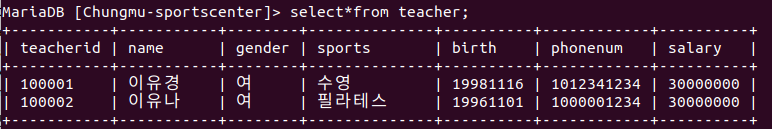 MariaDB [Chungmu-sportscenter]> select*from teacher;
+-----------+-----------+--------+--------------+----------+------------+----------+
| teacherid | name | gender | sports | birth | phonenum | salary |
+-----------+-----------+--------+--------------+----------+------------+----------+
| 100001 | 이유경 | 여 | 수영 | 19981116 | 1012341234 | 30000000 |
| 100002 | 이유나 | 여 | 필라테스 | 19961101 | 1000001234 | 30000000 |
+-----------+-----------+--------+--------------+----------+------------+----------+